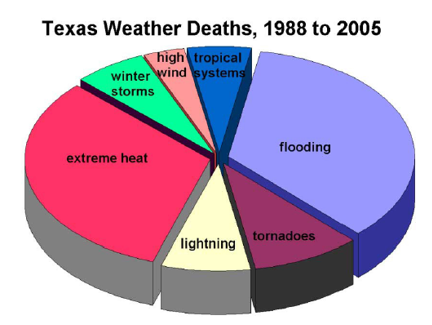 Texas Weather Deaths, 1988 to 2005
high
wind
tropical
systems
winter
storms
flooding
extreme heat
tornadoes
lightning